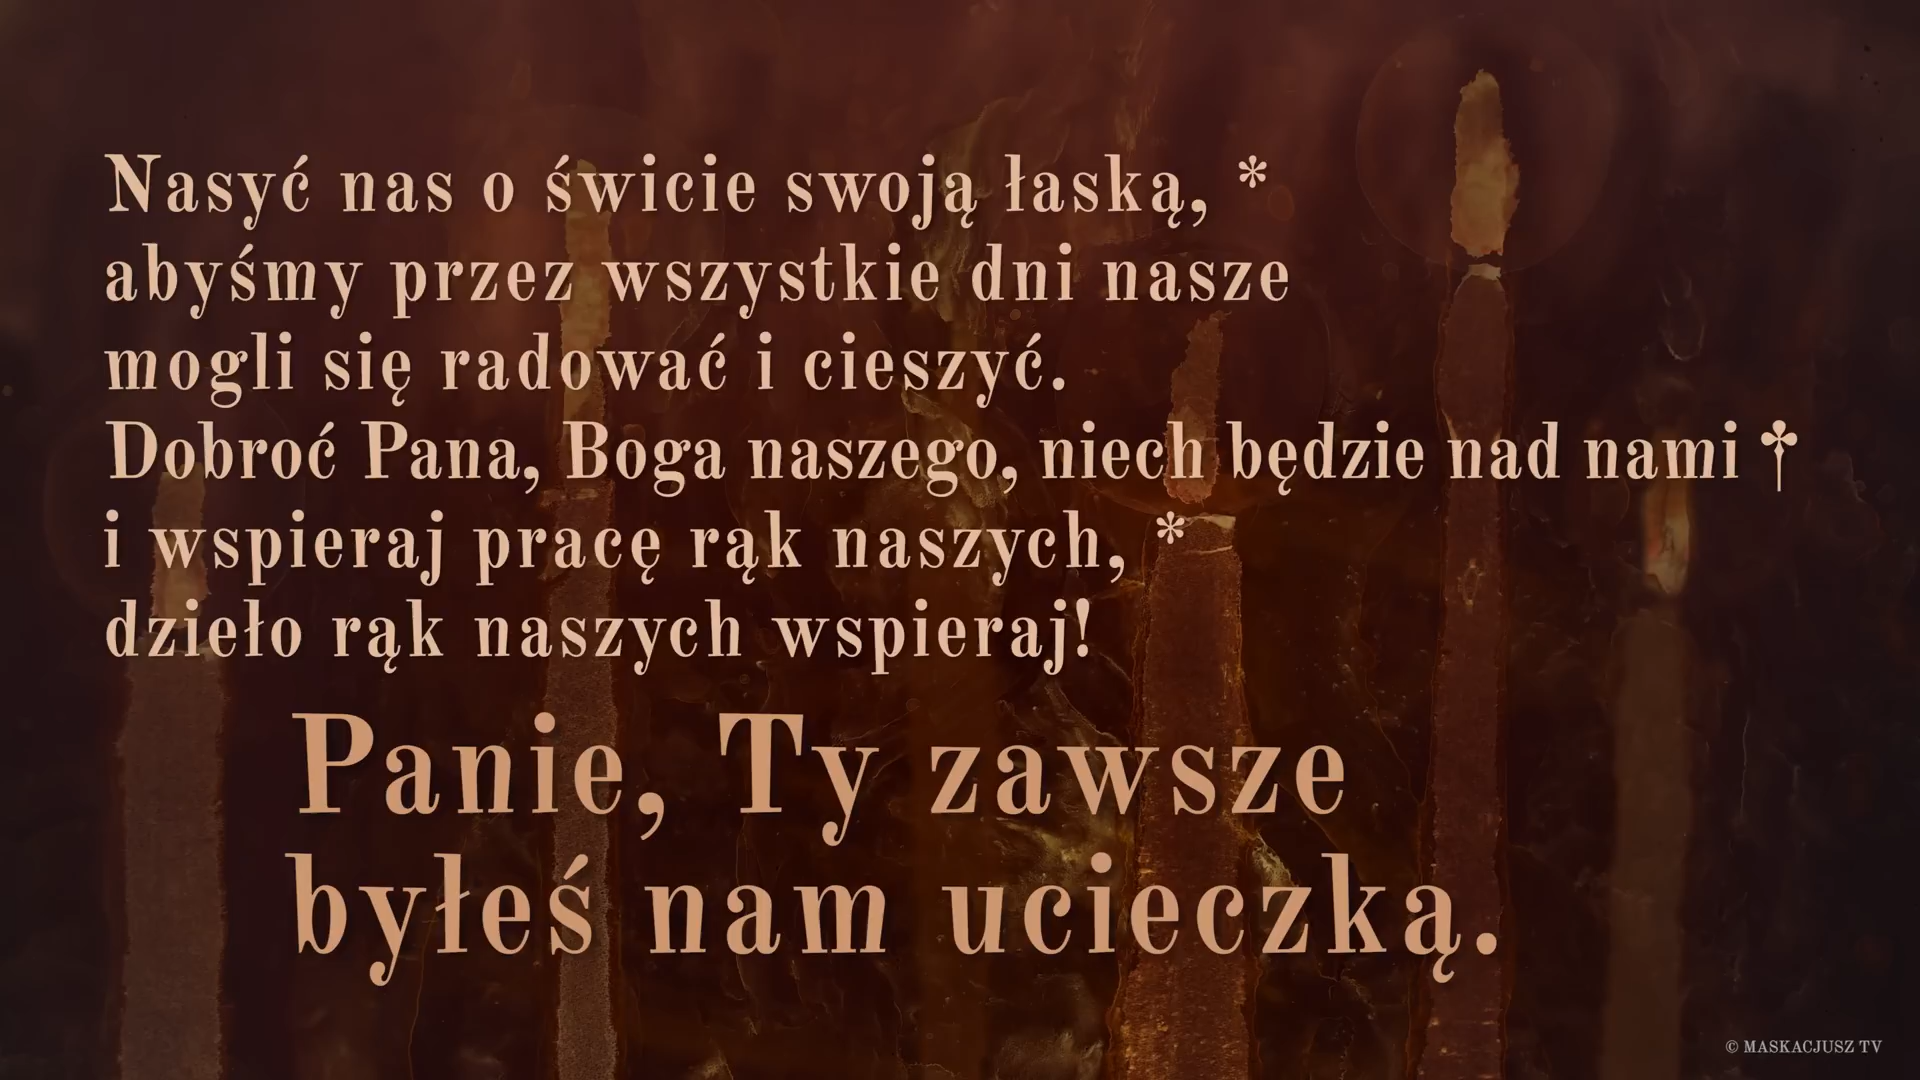 Nasyć nas o świcie swoją łaską, *
abyśmy przez wszystkie dni nasze
mogli się radować i cieszyć.
Dobroć Pana, Boga naszego, niech będzie nad nami †
i wspieraj pracę rąk naszych, *
dzieło rąk naszych wspieraj!
Panie, Ty zawsze
byłeś nam ucieczką.
© MASKACJUSZ TV